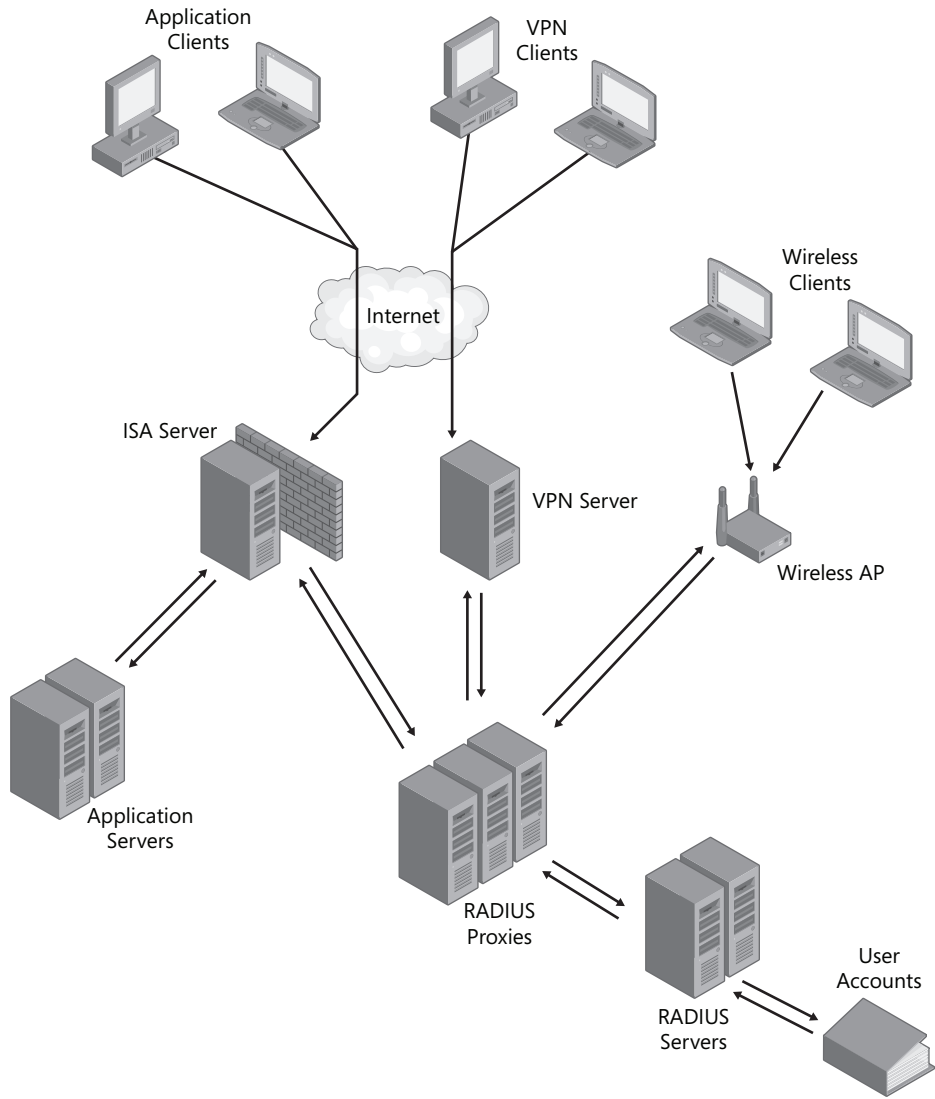 Application
Clients
VPN
Clients
Wireless
Clients
Internet
ISA Server
VPN Server
Wireless AP
Application
Servers
RADIUS
Proxies
User
Accounts
RADIUS
Servers